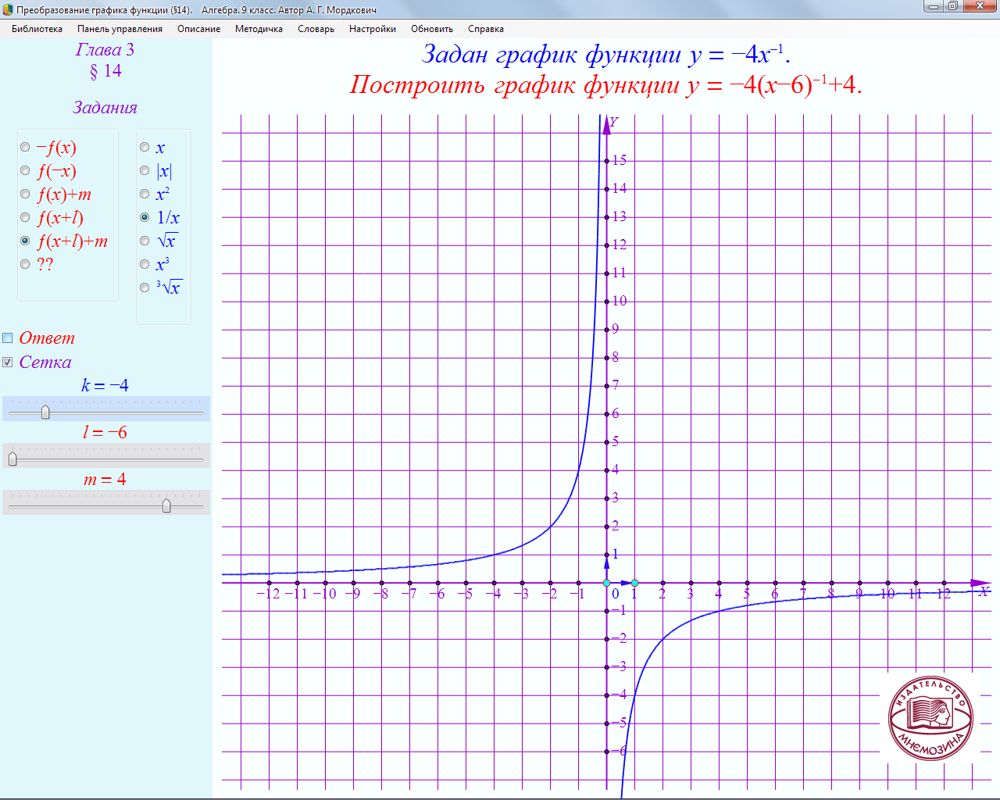 Преобразование графика функции (§14). Алгебра. 9 класс. Автор А. Г. Мордкович
Библиотека Панель управления Описание Методичка Словарь Настройки Обновить Справка
Глава 3
§ 14
Задания
−f(x)
f(−x)
f(x)+m
f(x+l)
f(x+l)+m
??
x
|x|
x²
1/x
√x
x³
³√x
Ответ
Сетка
k = −4
l = −6
m = 4
Задан график функции y = −4x⁻¹.
Построить график функции y = −4(x−6)⁻¹+4.
Y
15
14
13
12
11
10
9
8
7
6
5
4
3
2
1
−12 −11 −10 −9 −8 −7 −6 −5 −4 −3 −2 −1 0 1 2 3 4 5 6 7 8 9 10 11 12 X
−1
−2
−3
−4
−5
−6
ИЗДАТЕЛЬСТВО
МНЕМОЗИНА